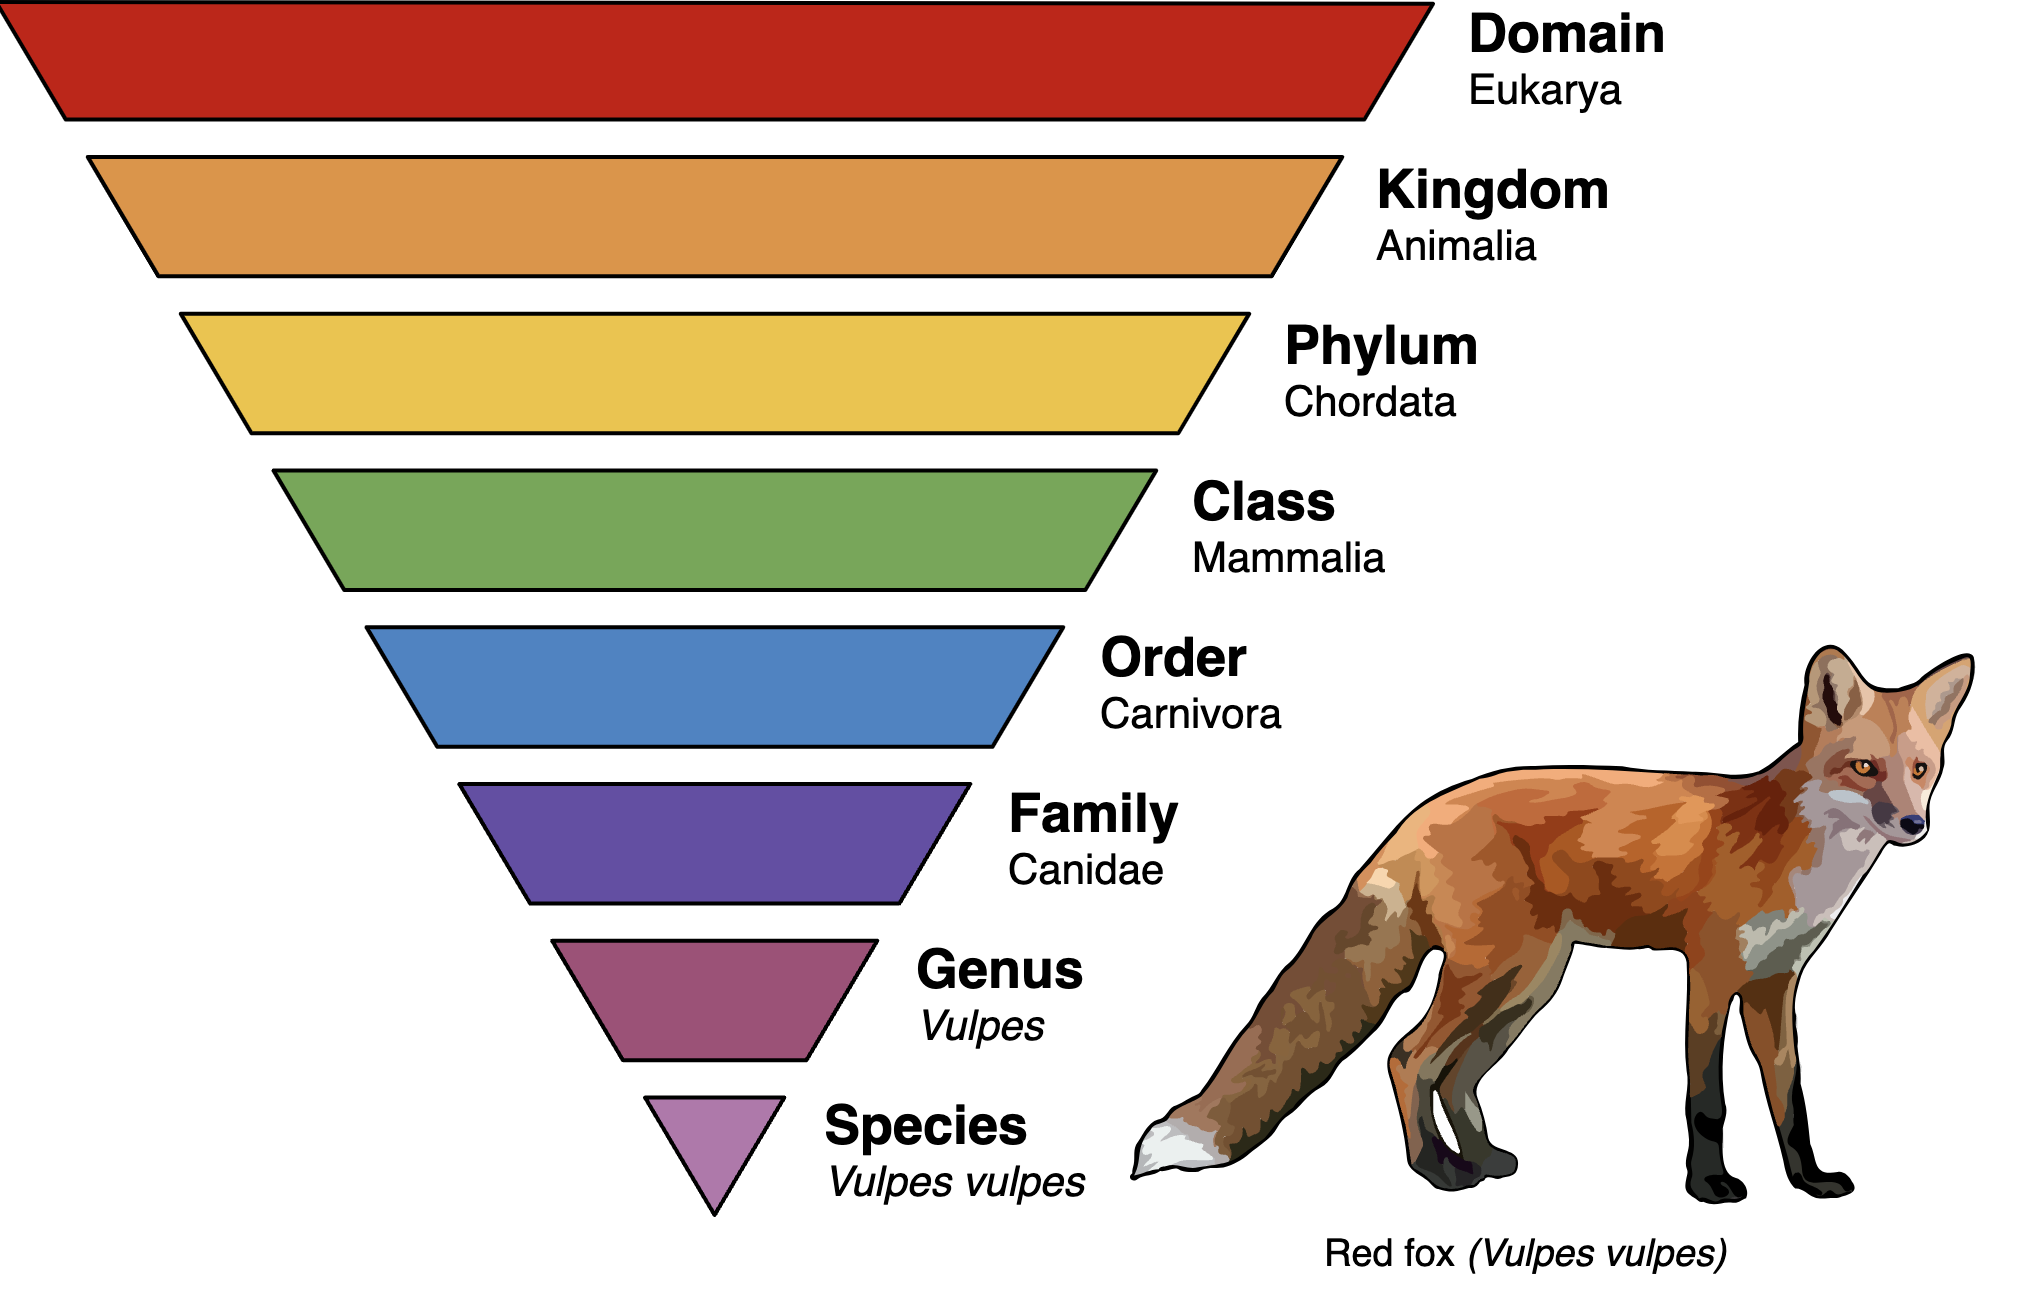 Domain
Eukarya
Kingdom
Animalia
Phylum
Chordata
Class
Mammalia
Order
Carnivora
Family
Canidae
Genus
Vulpes
Species
Vulpes vulpes
Red fox (Vulpes vulpes)